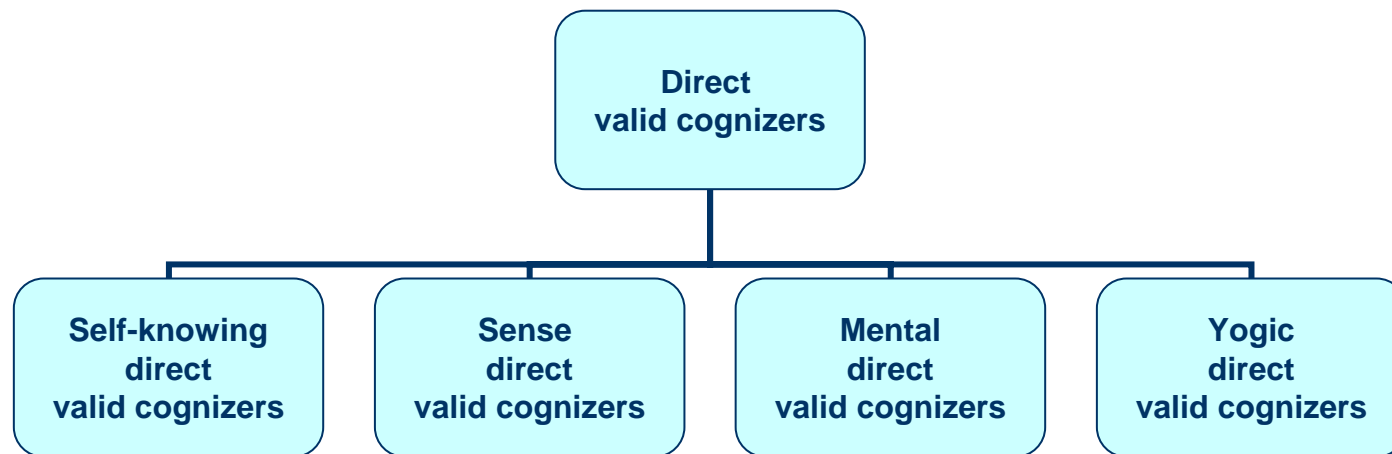 Direct
valid cognizers
Self-knowing
direct
valid cognizers
Sense
direct
valid cognizers
Mental
direct
valid cognizers
Yogic
direct
valid cognizers